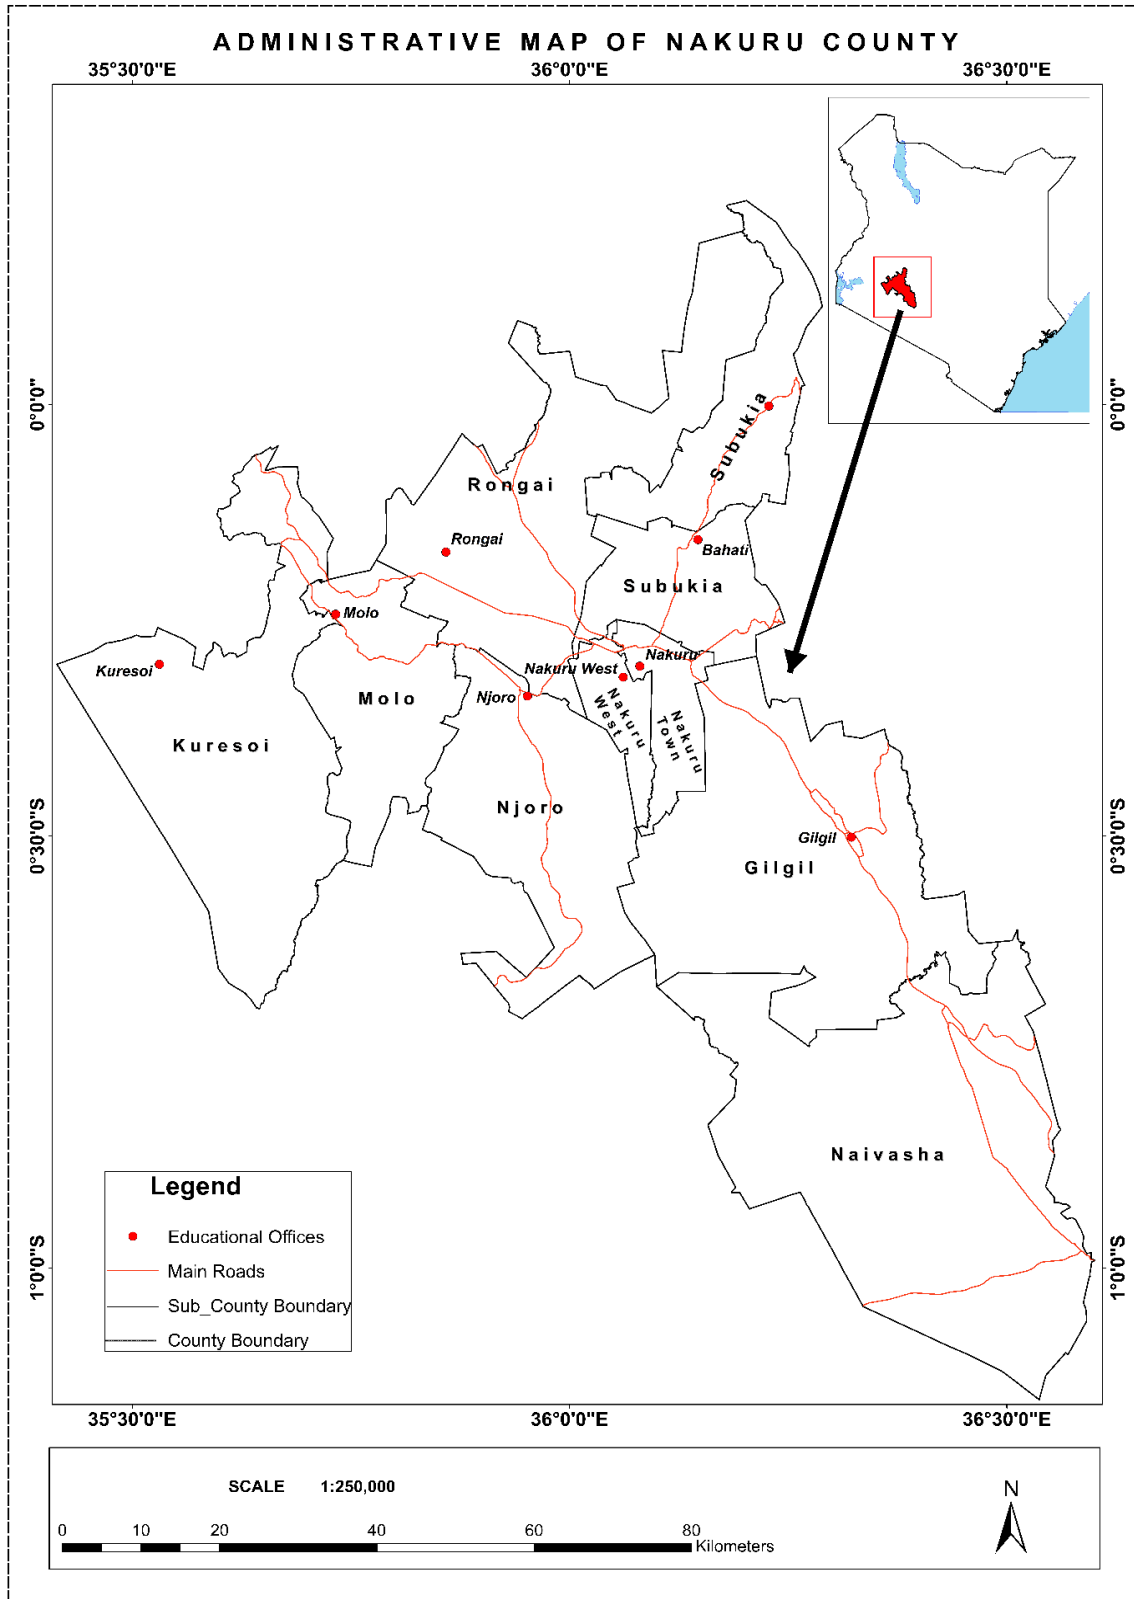 ADMINISTRATIVE MAP OF NAKURU COUNTY
35°30'0"E
36°0'0"E
36°30'0"E
0°0'0"
0°0'0"
Subukia
Rongai
Rongai
Bahati
Subukia
Molo
Kuresoi
Nakuru
Nakuru West
Njoro
Molo
Nakuru
West
Nakuru
Town
Kuresoi
Njoro
0°30'0"S
0°30'0"S
Gilgil
Gilgil
Naivasha
Legend
Educational Offices
Main Roads
Sub_County Boundary
County Boundary
1°0'0"S
1°0'0"S
35°30'0"E
36°0'0"E
36°30'0"E
SCALE 1:250,000
N
0 10 20 40 60 80
Kilometers